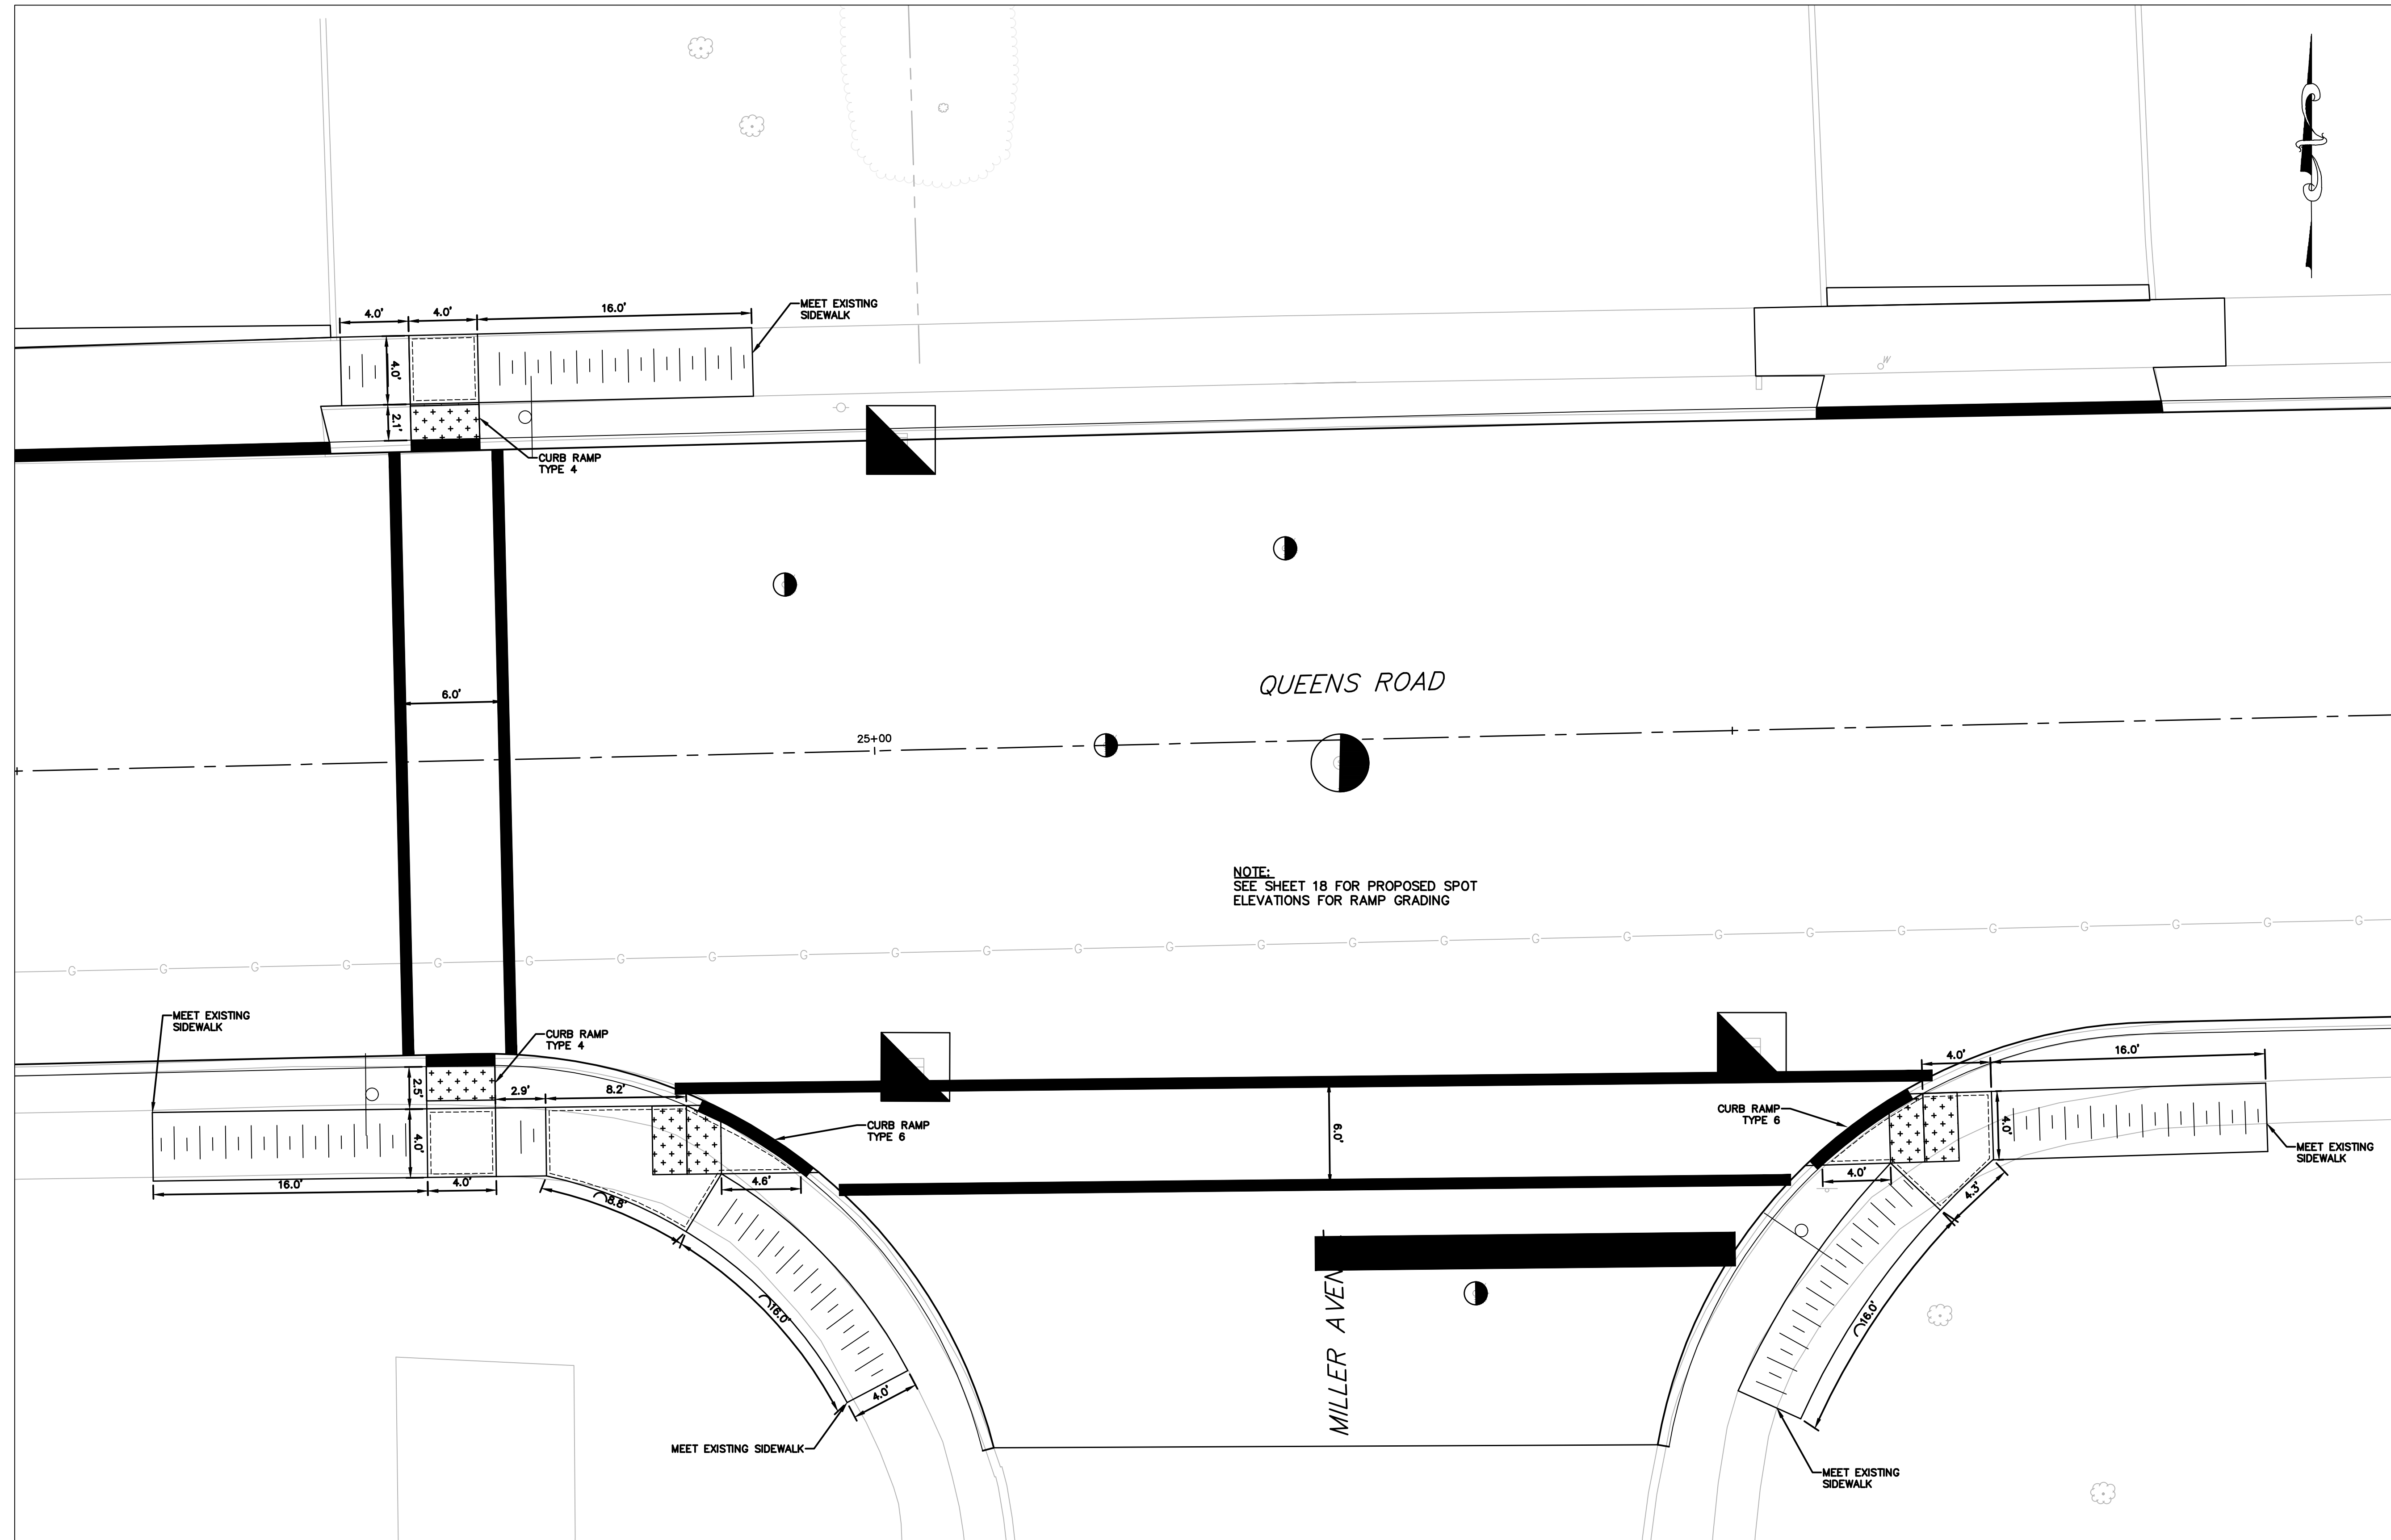 MEET EXISTING
SIDEWALK
4.0'
4.0'
16.0'
4.0'
2.1'
CURB RAMP
TYPE 4
W
QUEENS ROAD
6.0'
25+00
NOTE:
SEE SHEET 18 FOR PROPOSED SPOT
ELEVATIONS FOR RAMP GRADING
G G G G G G G G G G G G G G G G G G G G G G G G G G
MEET EXISTING
SIDEWALK
CURB RAMP
TYPE 4
2.5'
2.9'
8.2'
4.0'
16.0'
4.0'
CURB RAMP
TYPE 6
4.6'
8.8'
16.0'
4.0'
MEET EXISTING SIDEWALK
6.0'
MILLER AVEN
CURB RAMP
TYPE 6
4.0'
16.0'
4.0'
4.0'
4.3'
MEET EXISTING
SIDEWALK
16.0'
MEET EXISTING
SIDEWALK